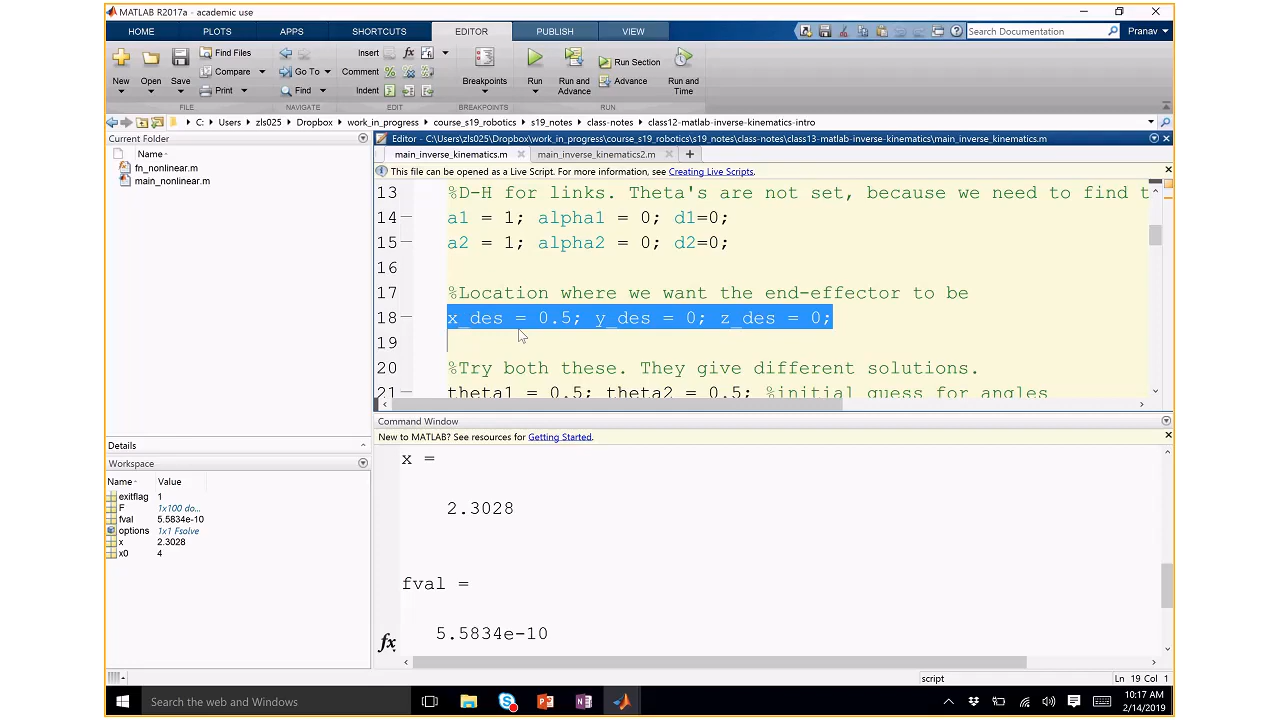 MATLAB R2017a - academic use
HOME PLOTS APPS SHORTCUTS EDITOR PUBLISH VIEW Search Documentation Pranav
New Open Save Find Files Compare Print Go To Find Insert fx Comment Indent Breakpoints Run Run and Advance Run Section Advance Run and Time
FILE NAVIGATE EDIT BREAKPOINTS RUN
C: Users zls025 Dropbox work_in_progress course_s19_robotics s19_notes class-notes class12-matlab-inverse-kinematics-intro
Current Folder
Name
fn_nonlinear.m
main_nonlinear.m
Details
Workspace
Name Value
exitflag 1
F 1x100 do...
fval 5.5834e-10
options 1x1 Fsolve
x 2.3028
x0 4
Editor - C:\Users\zls025\Dropbox\work_in_progress\course_s19_robotics\s19_notes\class-notes\class13-matlab-inverse-kinematics\main_inverse_kinematics.m
main_inverse_kinematics.m main_inverse_kinematics2.m
This file can be opened as a Live Script. For more information, see Creating Live Scripts.
13 %D-H for links. Theta's are not set, because we need to find t
14 a1 = 1; alpha1 = 0; d1=0;
15 a2 = 1; alpha2 = 0; d2=0;
16
17 %Location where we want the end-effector to be
18 x_des = 0.5; y_des = 0; z_des = 0;
19
20 %Try both these. They give different solutions.
21 theta1 = 0.5; theta2 = 0.5; %initial guess for angles
Command Window
New to MATLAB? See resources for Getting Started.
x =
2.3028
fval =
5.5834e-10
fx
script Ln 19 Col 1
Search the web and Windows
10:17 AM
2/14/2019